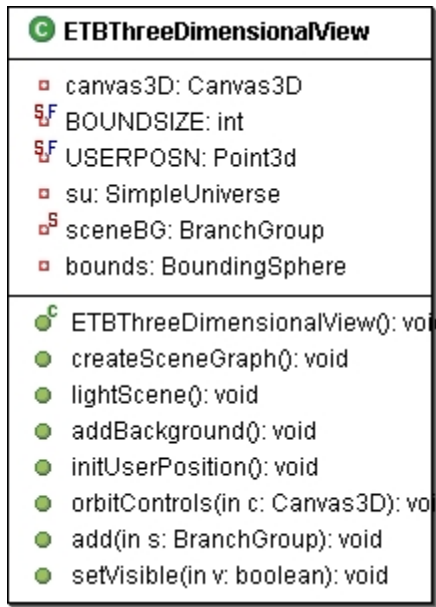 C ETBThreeDimensionalView
canvas3D: Canvas3D
S F BOUNDSIZE: int
S F USERPOSN: Point3d
su: SimpleUniverse
S sceneBG: BranchGroup
bounds: BoundingSphere
C ETBThreeDimensionalView(): voi
createSceneGraph(): void
lightScene(): void
addBackground(): void
initUserPosition(): void
orbitControls(in c: Canvas3D): voi
add(in s: BranchGroup): void
setVisible(in v: boolean): void